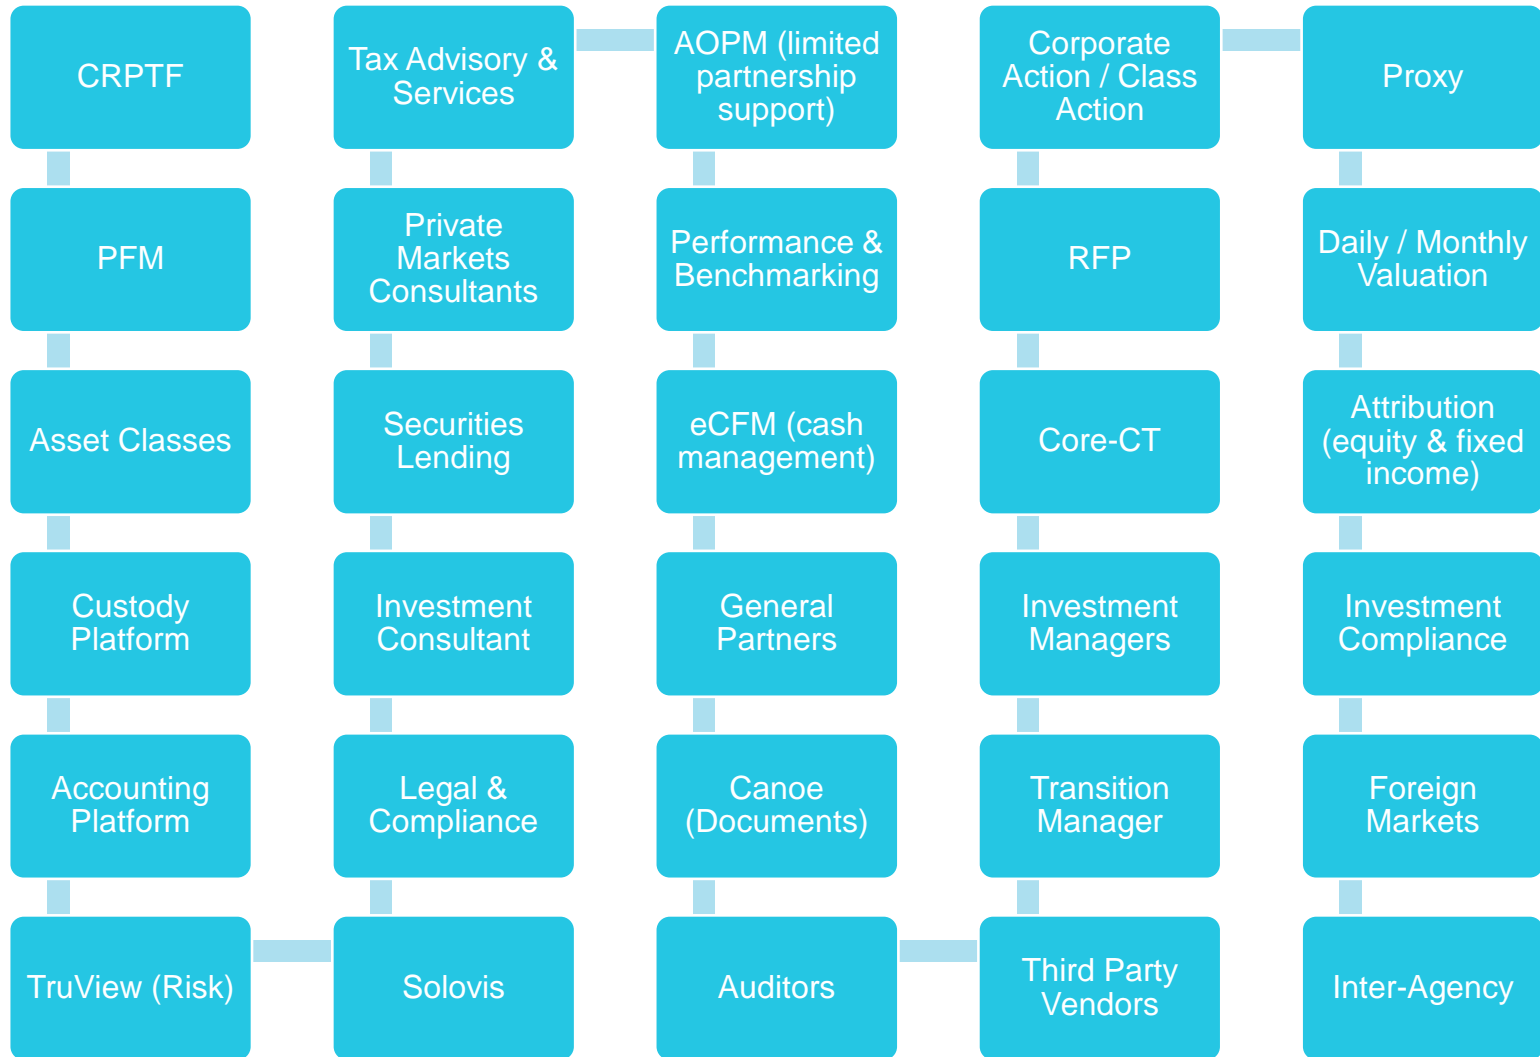 CRPTF
PFM
Asset Classes
Custody
Platform
Accounting
Platform
TruView (Risk)
Solovis
Legal &
Compliance
Investment
Consultant
Securities
Lending
Private
Markets
Consultants
Tax Advisory &
Services
AOPM (limited
partnership
support)
Performance &
Benchmarking
eCFM (cash
management)
General
Partners
Canoe
(Documents)
Auditors
Third Party
Vendors
Transition
Manager
Investment
Managers
Core-CT
RFP
Corporate
Action / Class
Action
Proxy
Daily / Monthly
Valuation
Attribution
(equity & fixed
income)
Investment
Compliance
Foreign
Markets
Inter-Agency